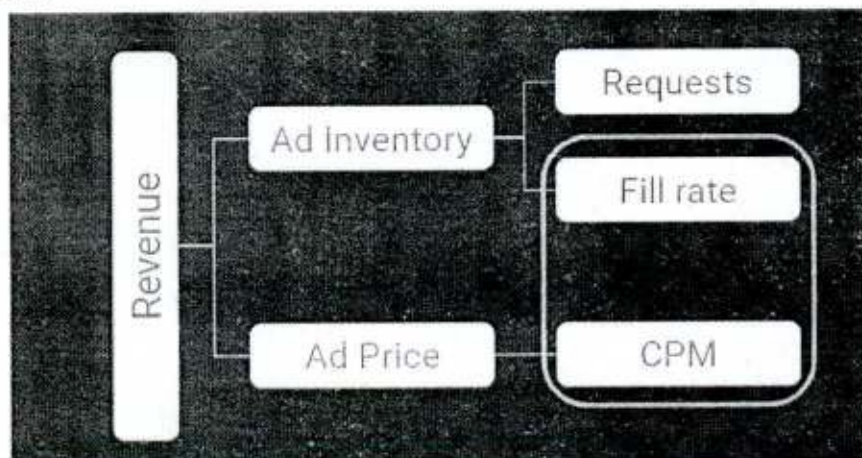 Revenue
Ad Inventory
Ad Price
Requests
Fill rate
CPM